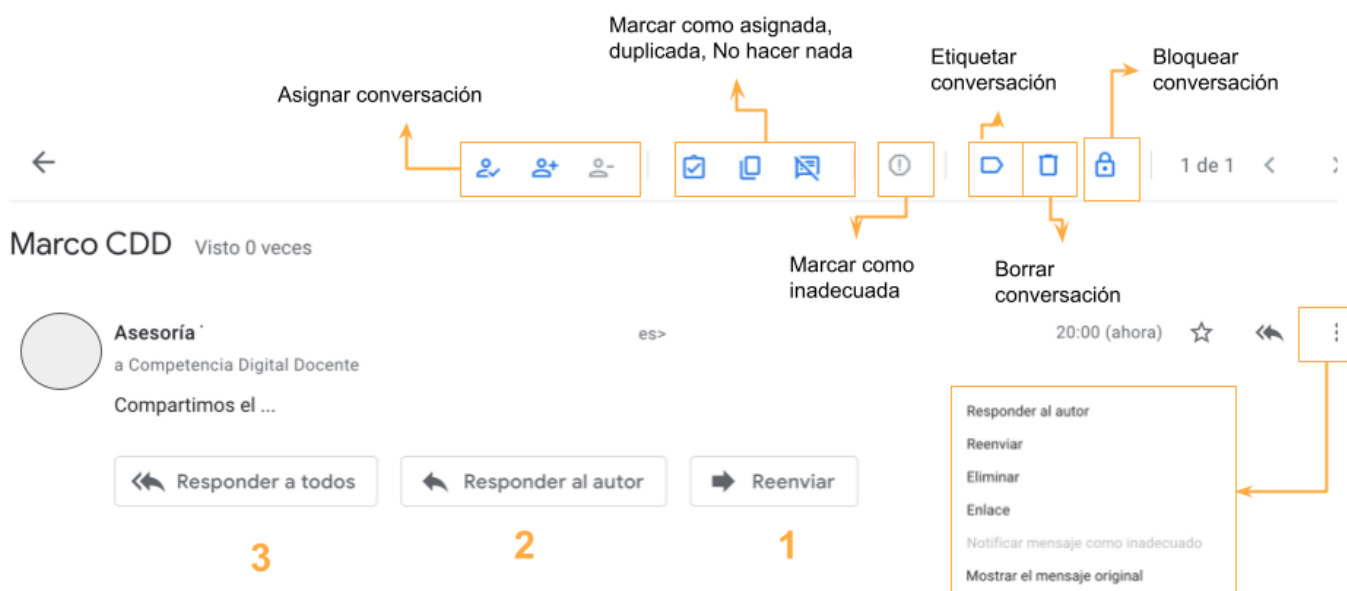 Marcar como asignada,
duplicada, No hacer nada
Etiquetar
conversación
Bloquear
conversación
Asignar conversación
1 de 1
Marco CDD Visto 0 veces
Marcar como
inadecuada
Borrar
conversación
Asesoría es> 20:00 (ahora)
a Competencia Digital Docente
Compartimos el ...
Responder a todos Responder al autor Reenviar
3 2 1
Responder al autor
Reenviar
Eliminar
Enlace
Notificar mensaje como inadecuado
Mostrar el mensaje original